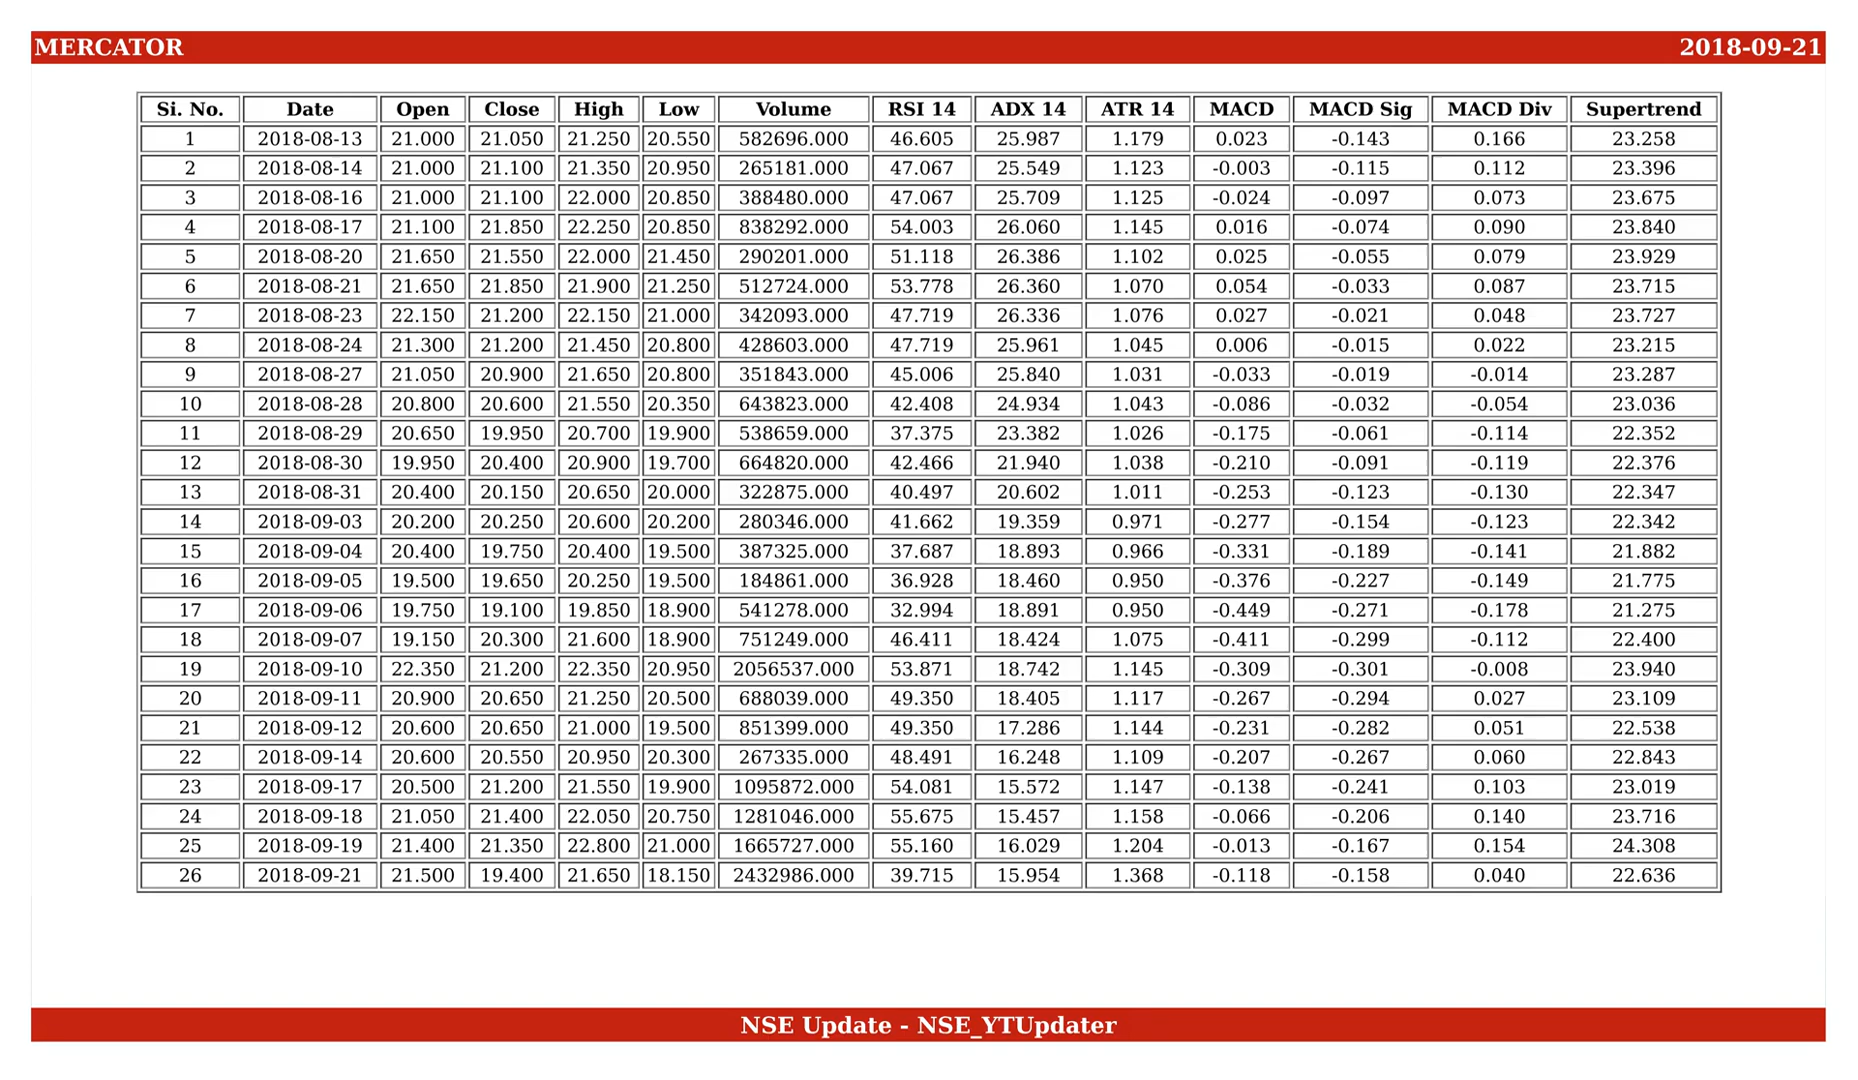 MERCATOR 2018-09-21
Si. No. Date Open Close High Low Volume RSI 14 ADX 14 ATR 14 MACD MACD Sig MACD Div Supertrend
1 2018-08-13 21.000 21.050 21.250 20.550 582696.000 46.605 25.987 1.179 0.023 -0.143 0.166 23.258
2 2018-08-14 21.000 21.100 21.350 20.950 265181.000 47.067 25.549 1.123 -0.003 -0.115 0.112 23.396
3 2018-08-16 21.000 21.100 22.000 20.850 388480.000 47.067 25.709 1.125 -0.024 -0.097 0.073 23.675
4 2018-08-17 21.100 21.850 22.250 20.850 838292.000 54.003 26.060 1.145 0.016 -0.074 0.090 23.840
5 2018-08-20 21.650 21.550 22.000 21.450 290201.000 51.118 26.386 1.102 0.025 -0.055 0.079 23.929
6 2018-08-21 21.650 21.850 21.900 21.250 512724.000 53.778 26.360 1.070 0.054 -0.033 0.087 23.715
7 2018-08-23 22.150 21.200 22.150 21.000 342093.000 47.719 26.336 1.076 0.027 -0.021 0.048 23.727
8 2018-08-24 21.300 21.200 21.450 20.800 428603.000 47.719 25.961 1.045 0.006 -0.015 0.022 23.215
9 2018-08-27 21.050 20.900 21.650 20.800 351843.000 45.006 25.840 1.031 -0.033 -0.019 -0.014 23.287
10 2018-08-28 20.800 20.600 21.550 20.350 643823.000 42.408 24.934 1.043 -0.086 -0.032 -0.054 23.036
11 2018-08-29 20.650 19.950 20.700 19.900 538659.000 37.375 23.382 1.026 -0.175 -0.061 -0.114 22.352
12 2018-08-30 19.950 20.400 20.900 19.700 664820.000 42.466 21.940 1.038 -0.210 -0.091 -0.119 22.376
13 2018-08-31 20.400 20.150 20.650 20.000 322875.000 40.497 20.602 1.011 -0.253 -0.123 -0.130 22.347
14 2018-09-03 20.200 20.250 20.600 20.200 280346.000 41.662 19.359 0.971 -0.277 -0.154 -0.123 22.342
15 2018-09-04 20.400 19.750 20.400 19.500 387325.000 37.687 18.893 0.966 -0.331 -0.189 -0.141 21.882
16 2018-09-05 19.500 19.650 20.250 19.500 184861.000 36.928 18.460 0.950 -0.376 -0.227 -0.149 21.775
17 2018-09-06 19.750 19.100 19.850 18.900 541278.000 32.994 18.891 0.950 -0.449 -0.271 -0.178 21.275
18 2018-09-07 19.150 20.300 21.600 18.900 751249.000 46.411 18.424 1.075 -0.411 -0.299 -0.112 22.400
19 2018-09-10 22.350 21.200 22.350 20.950 2056537.000 53.871 18.742 1.145 -0.309 -0.301 -0.008 23.940
20 2018-09-11 20.900 20.650 21.250 20.500 688039.000 49.350 18.405 1.117 -0.267 -0.294 0.027 23.109
21 2018-09-12 20.600 20.650 21.000 19.500 851399.000 49.350 17.286 1.144 -0.231 -0.282 0.051 22.538
22 2018-09-14 20.600 20.550 20.950 20.300 267335.000 48.491 16.248 1.109 -0.207 -0.267 0.060 22.843
23 2018-09-17 20.500 21.200 21.550 19.900 1095872.000 54.081 15.572 1.147 -0.138 -0.241 0.103 23.019
24 2018-09-18 21.050 21.400 22.050 20.750 1281046.000 55.675 15.457 1.158 -0.066 -0.206 0.140 23.716
25 2018-09-19 21.400 21.350 22.800 21.000 1665727.000 55.160 16.029 1.204 -0.013 -0.167 0.154 24.308
26 2018-09-21 21.500 19.400 21.650 18.150 2432986.000 39.715 15.954 1.368 -0.118 -0.158 0.040 22.636
NSE Update - NSE_YTUpdater